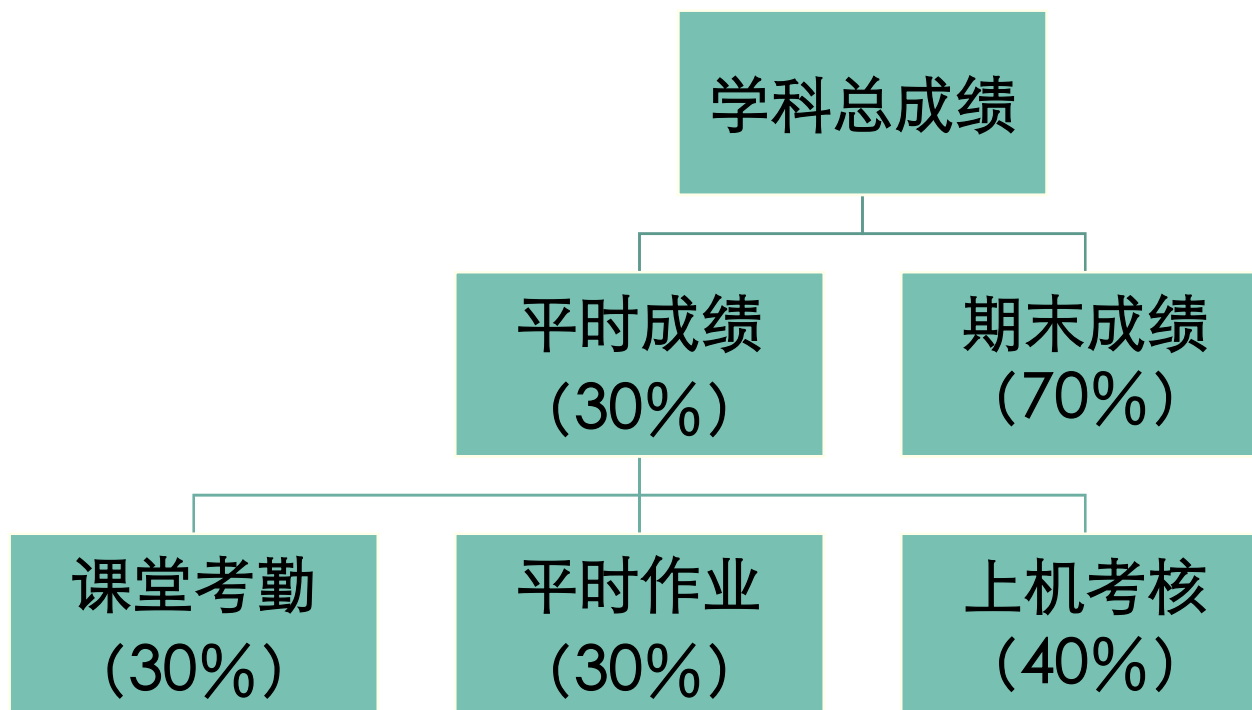 学科总成绩
平时成绩
（30%）
期末成绩
（70%）
课堂考勤
（30%）
平时作业
（30%）
上机考核
（40%）